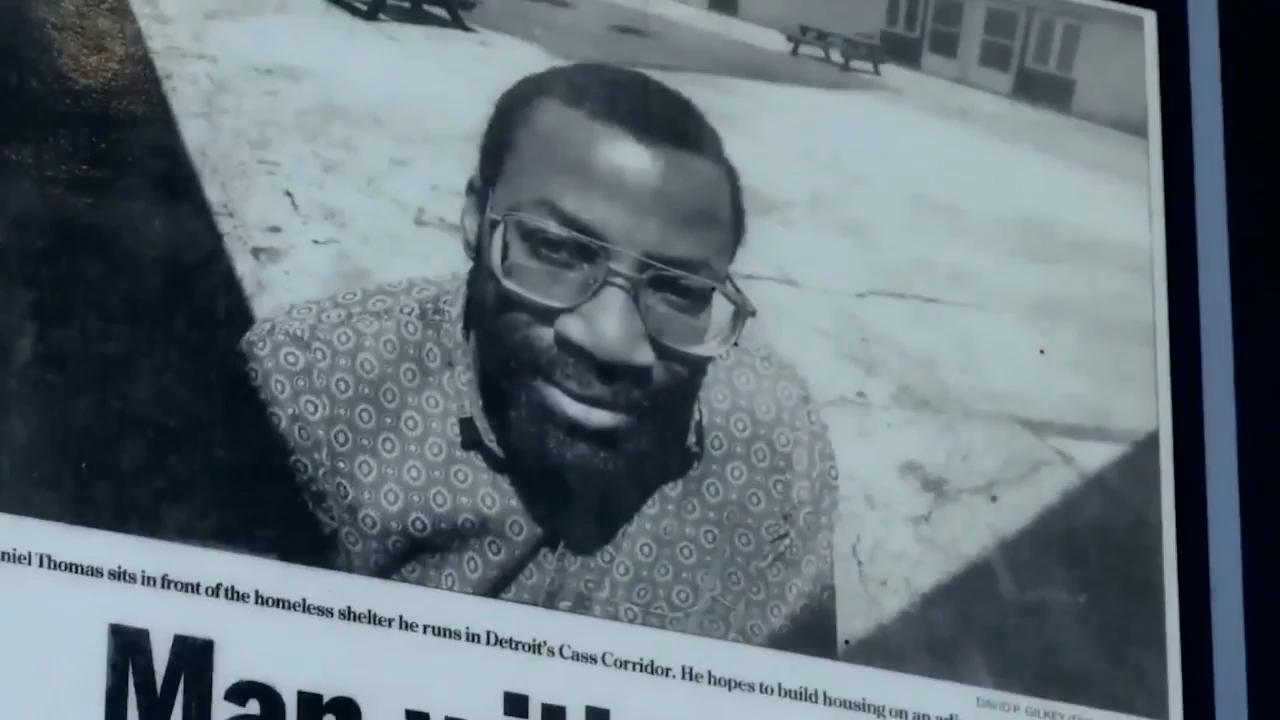 DAVID P. GILKEY
niel Thomas sits in front of the homeless shelter he runs in Detroit's Cass Corridor. He hopes to build housing on an
Man